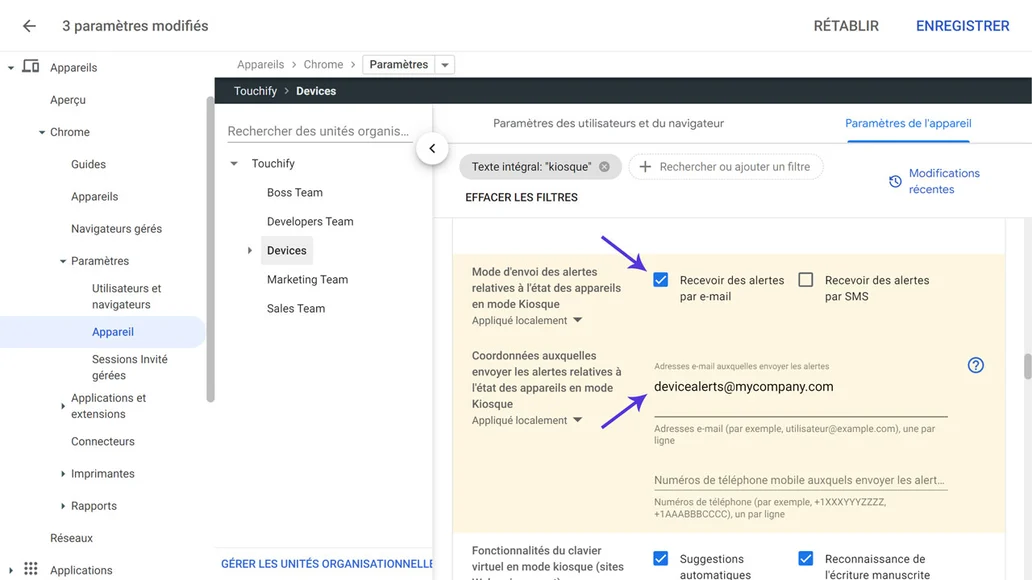 3 paramètres modifiés
RÉTABLIR
ENREGISTRER
Appareils
Aperçu
Chrome
Guides
Appareils
Navigateurs gérés
Paramètres
Utilisateurs et
navigateurs
Appareil
Sessions Invité
gérées
Applications et
extensions
Connecteurs
Imprimantes
Rapports
Réseaux
Applications
Appareils > Chrome > Paramètres
Touchify > Devices
Rechercher des unités organis...
Touchify
Boss Team
Developers Team
Devices
Marketing Team
Sales Team
GÉRER LES UNITÉS ORGANISATIONNELLE
Paramètres des utilisateurs et du navigateur
Paramètres de l'appareil
Texte intégral: "kiosque"
Rechercher ou ajouter un filtre
EFFACER LES FILTRES
Modifications
récentes
Mode d'envoi des alertes
relatives à l'état des appareils
en mode Kiosque
Appliqué localement
Recevoir des alertes
par e-mail
Recevoir des alertes
par SMS
Coordonnées auxquelles
envoyer les alertes relatives à
l'état des appareils en mode
Kiosque
Appliqué localement
Adresses e-mail auxquelles envoyer les alertes
devicealerts@mycompany.com
Adresses e-mail (par exemple, utilisateur@example.com), une par
ligne
Numéros de téléphone mobile auxquels envoyer les alert...
Numéros de téléphone (par exemple, +1XXXYYYZZZZ,
+1AAABBBCCCC), un par ligne
Fonctionnalités du clavier
virtuel en mode kiosque (sites
Suggestions
automatiques
Reconnaissance de
l'écriture manuscrite